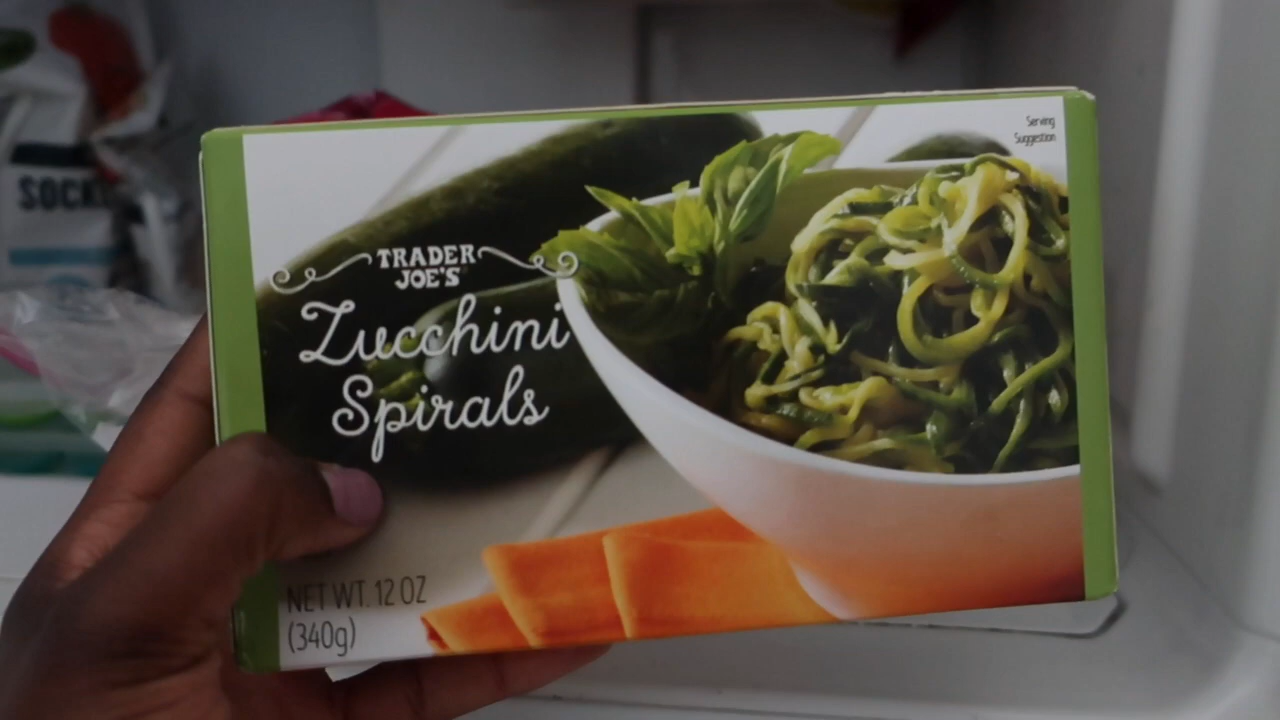 Serving
Suggestion
TRADER
JOE'S
Zucchini
Spirals
NET WT. 12 OZ
(340g)